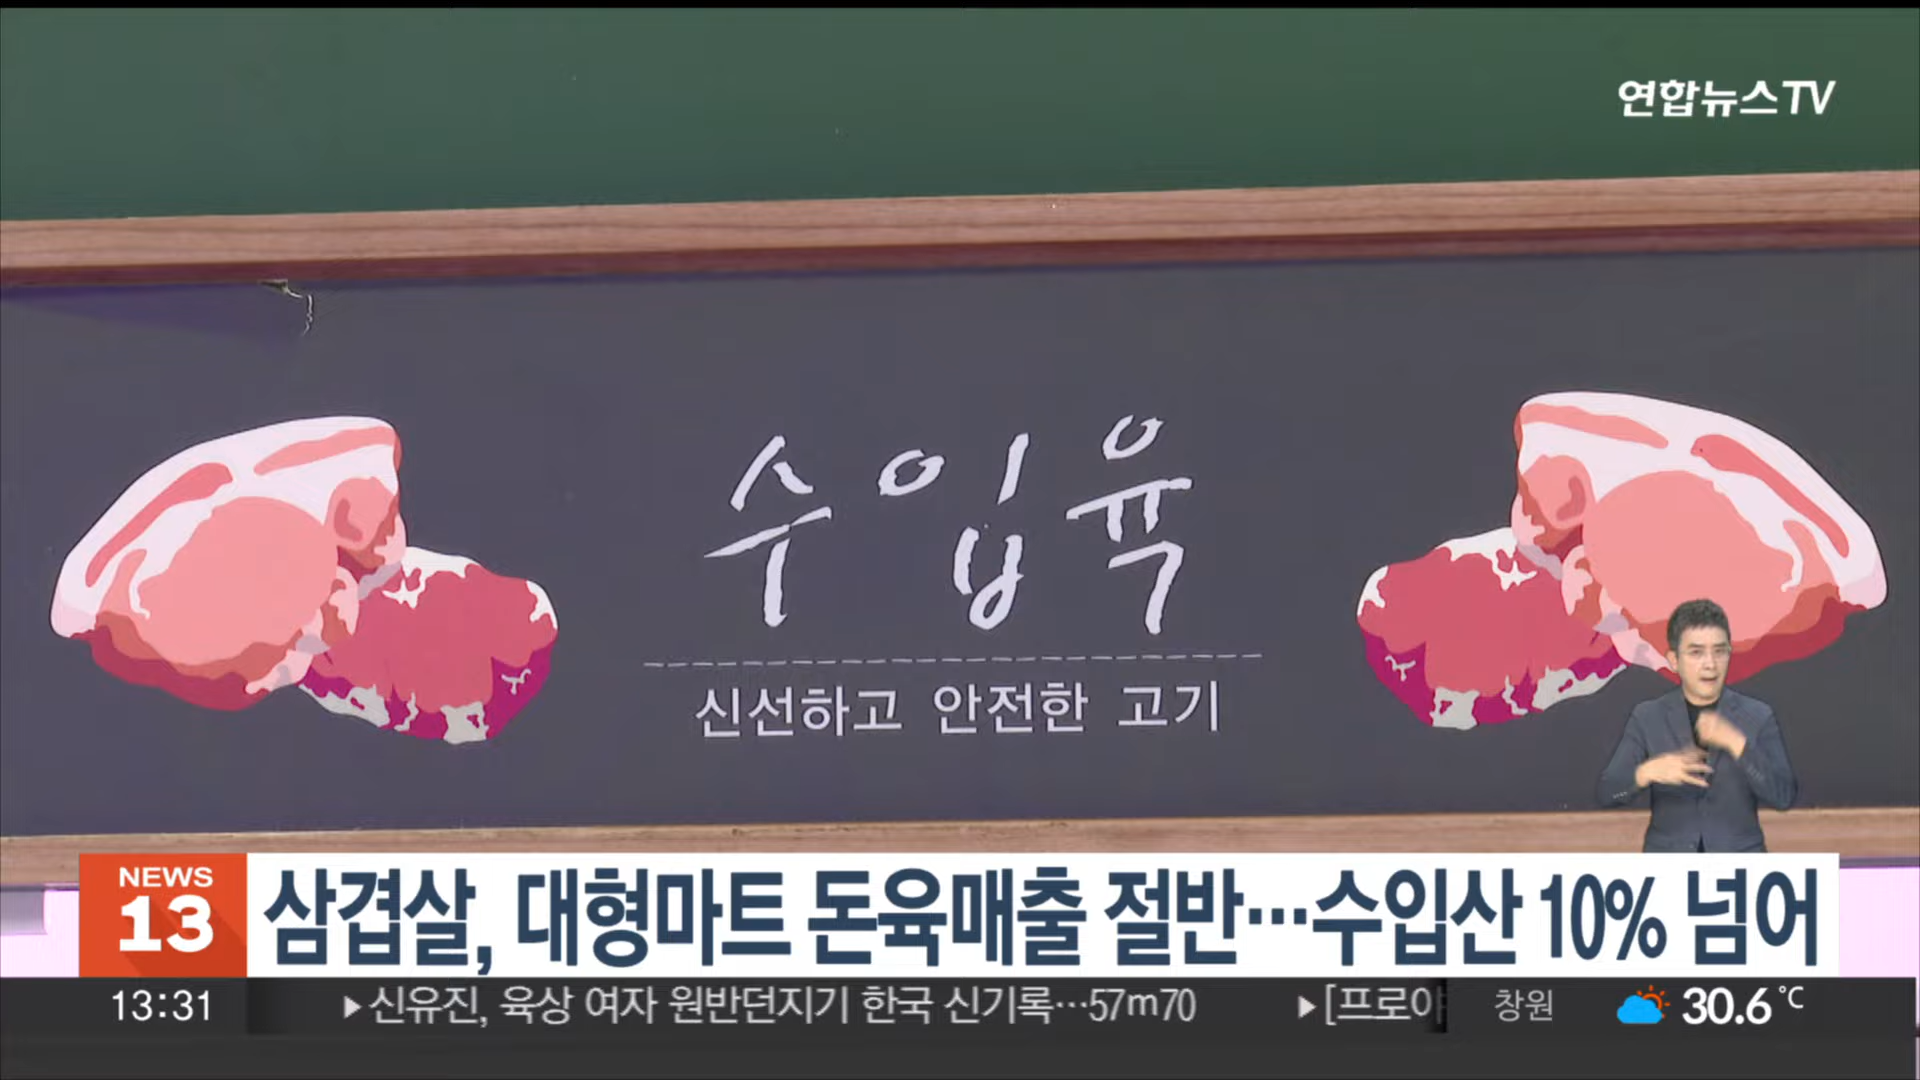 연합뉴스TV
수입육
신선하고 안전한 고기
NEWS
13
삼겹살, 대형마트 돈육매출 절반…수입산 10% 넘어
13:31
▶신유진, 육상 여자 원반던지기 한국 신기록…57m70
▶[프로야
창원
30.6℃